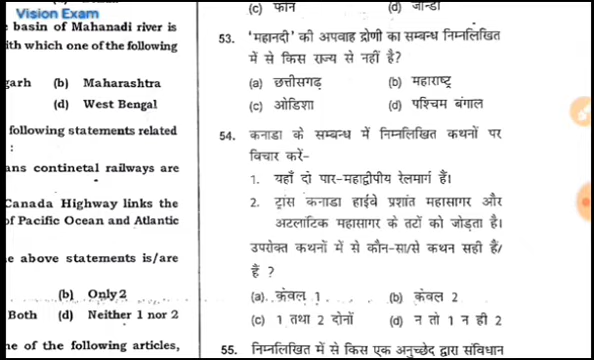 Vision Exam
basin of Mahanadi river is
ith which one of the following
garh (b) Maharashtra
(d) West Bengal
following statements related
:
ans continetal railways are
Canada Highway links the
of Pacific Ocean and Atlantic
e above statements is/are
(b) Only 2
Both (d) Neither 1 nor 2
ne of the following articles,
(c) फोन (d) जोन्डा
53. 'महानदी' की अपवाह द्रोणी का सम्बन्ध निम्नलिखित
में से किस राज्य से नहीं है?
(a) छत्तीसगढ़ (b) महाराष्ट्र
(c) ओडिशा (d) पश्चिम बंगाल
54. कनाडा के सम्बन्ध में निम्नलिखित कथनों पर
विचार करें-
1. यहाँ दो पार-महाद्वीपीय रेलमार्ग हैं।
2. ट्रांस कनाडा हाईवे प्रशांत महासागर और
अटलांटिक महासागर के तटों को जोड़ता है।
उपरोक्त कथनों में से कौन-सा/से कथन सही है/
हैं ?
(a) केवल 1 (b) केवल 2
(c) 1 तथा 2 दोनों (d) न तो 1 न ही 2
55. निम्नलिखित में से किस एक अनुच्छेद द्वारा संविधान